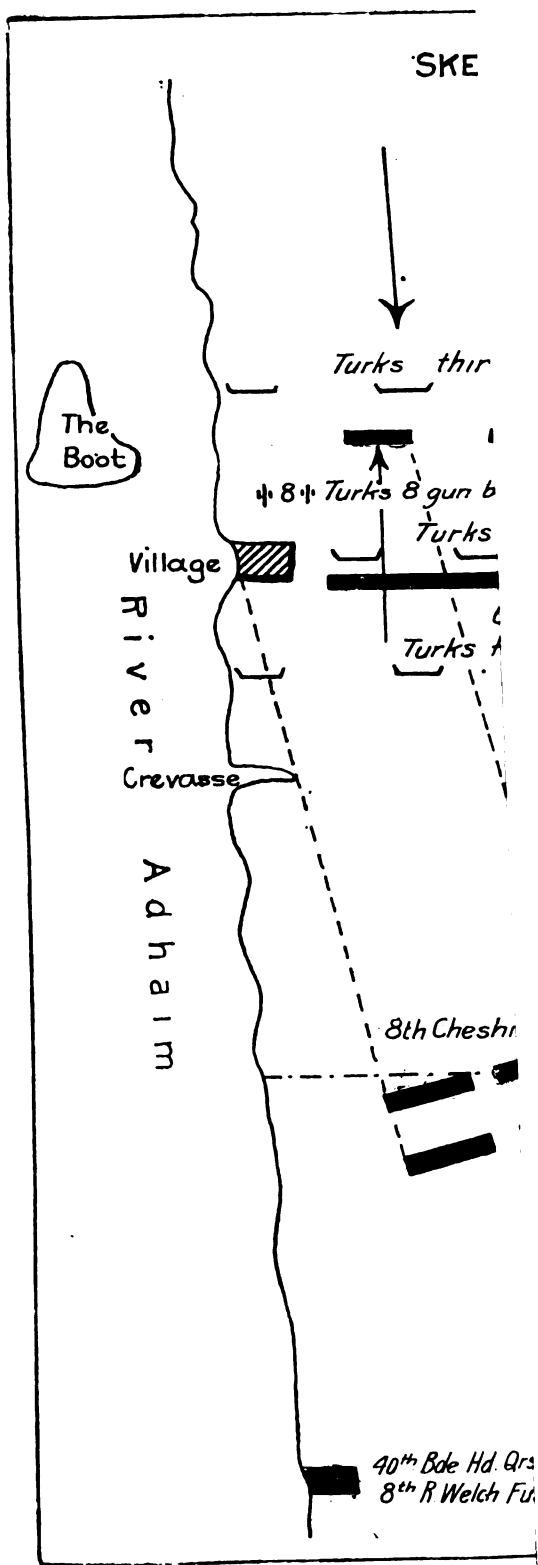 SKE
Turks thir
The
Boot
8 Turks 8 gun b
Turks
Village
Turks
River Adhaim
Crevasse
8th Cheshi
40th Bde Hd. Qrs
8th R. Welch Fus